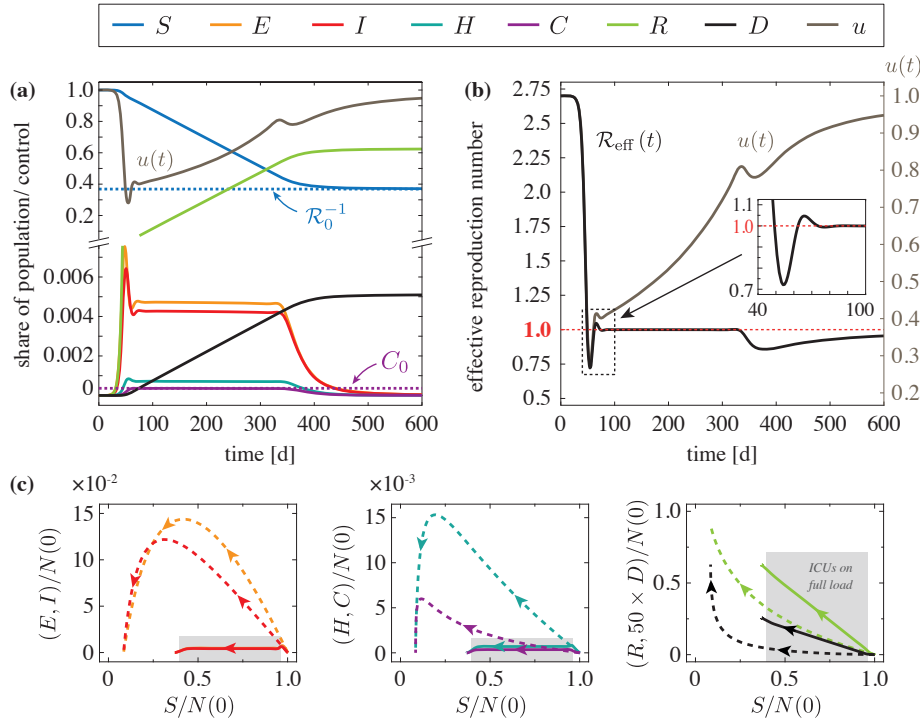 S E I H C R D u
(a)
share of population/ control
1.0
0.8
0.6
0.4
0.2
0.006
0.004
0.002
0
u(t)
R₀⁻¹
C₀
0 100 200 300 400 500 600
time [d]
(b)
effective reproduction number
2.75
2.50
2.25
2.0
1.75
1.50
1.25
1.0
0.75
0.5
R_eff (t)
u(t)
1.1
1.0
0.7
40 100
u(t)
1.0
0.9
0.8
0.7
0.6
0.5
0.4
0.3
0.2
0 100 200 300 400 500 600
time [d]
(c)
×10⁻²
(E, I)/N(0)
15
10
5
0
0 0.5 1.0
S/N(0)
×10⁻³
(H, C)/N(0)
15
10
5
0
0 0.5 1.0
S/N(0)
(R, 50 × D)/N(0)
1.0
0.5
0
ICUs on
full load
0 0.5 1.0
S/N(0)